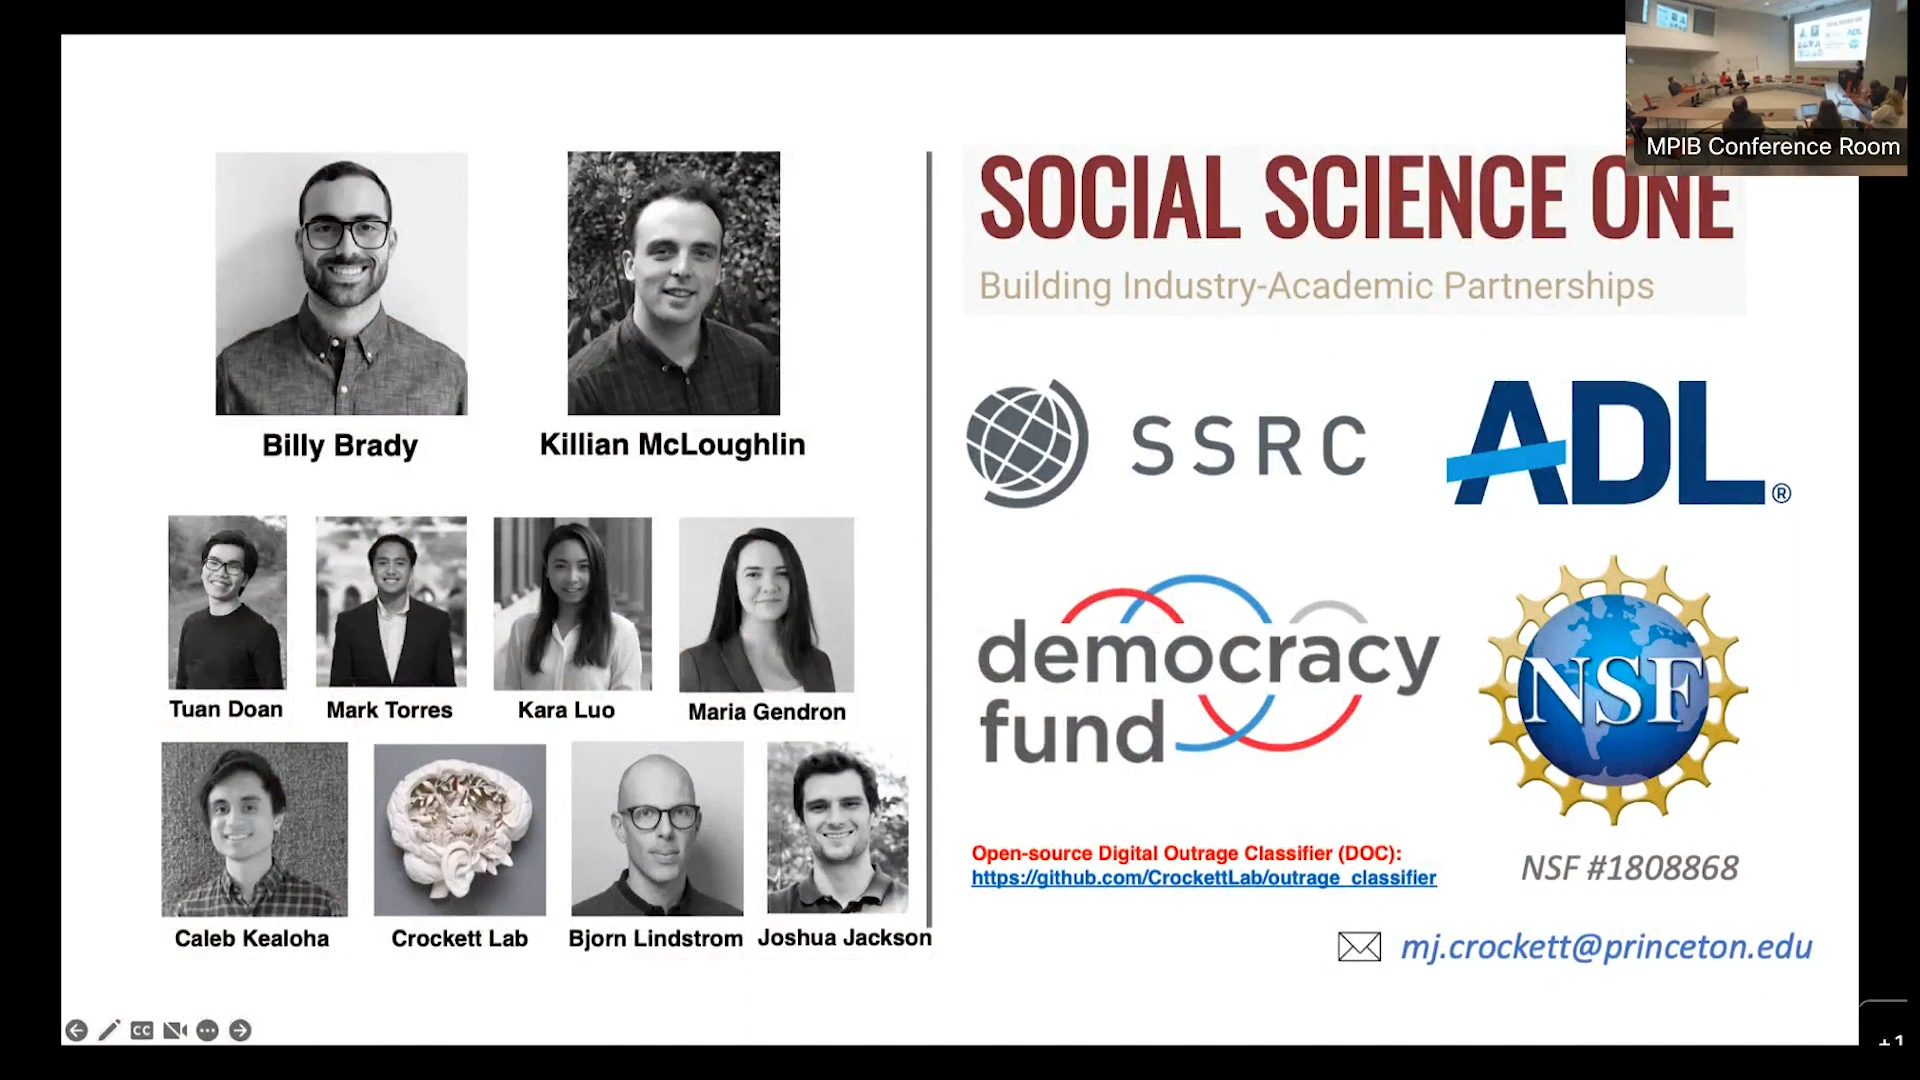 MPIB Conference Room
SOCIAL SCIENCE ONE
Building Industry-Academic Partnerships
Billy Brady
Killian McLoughlin
SSRC
ADL®
democracy
fund
NSF
Tuan Doan
Mark Torres
Kara Luo
Maria Gendron
Open-source Digital Outrage Classifier (DOC):
https://github.com/CrockettLab/outrage_classifier
NSF #1808868
Caleb Kealoha
Crockett Lab
Bjorn Lindstrom
Joshua Jackson
mj.crockett@princeton.edu
CC
+1